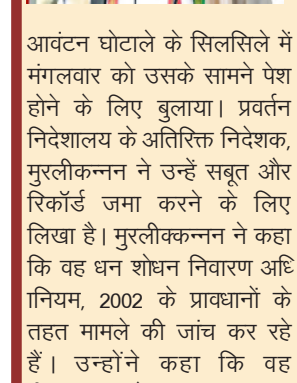 आवंटन घोटाले के सिलसिले में
मंगलवार को उसके सामने पेश
होने के लिए बुलाया। प्रवर्तन
निदेशालय के अतिरिक्त निदेशक,
मुरलीकन्नन ने उन्हें सबूत और
रिकॉर्ड जमा करने के लिए
लिखा है। मुरलीक्कन्नन ने कहा
कि वह धन शोधन निवारण अधि
ानियम, 2002 के प्रावधानों के
तहत मामले की जांच कर रहे
हैं। उन्होंने कहा कि वह